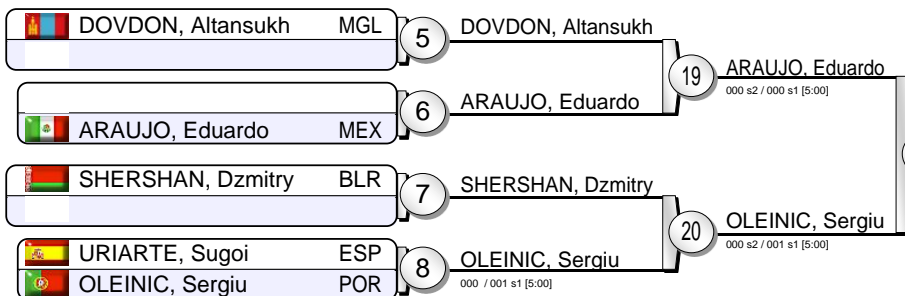 DOVDON, Altansukh MGL
5
DOVDON, Altansukh
19
ARAUJO, Eduardo
000 s2 / 000 s1 [5:00]
6
ARAUJO, Eduardo
ARAUJO, Eduardo MEX
SHERSHAN, Dzmitry BLR
7
SHERSHAN, Dzmitry
20
OLEINIC, Sergiu
000 s2 / 001 s1 [5:00]
URIARTE, Sugoi ESP
8
OLEINIC, Sergiu
000 / 001 s1 [5:00]
OLEINIC, Sergiu POR